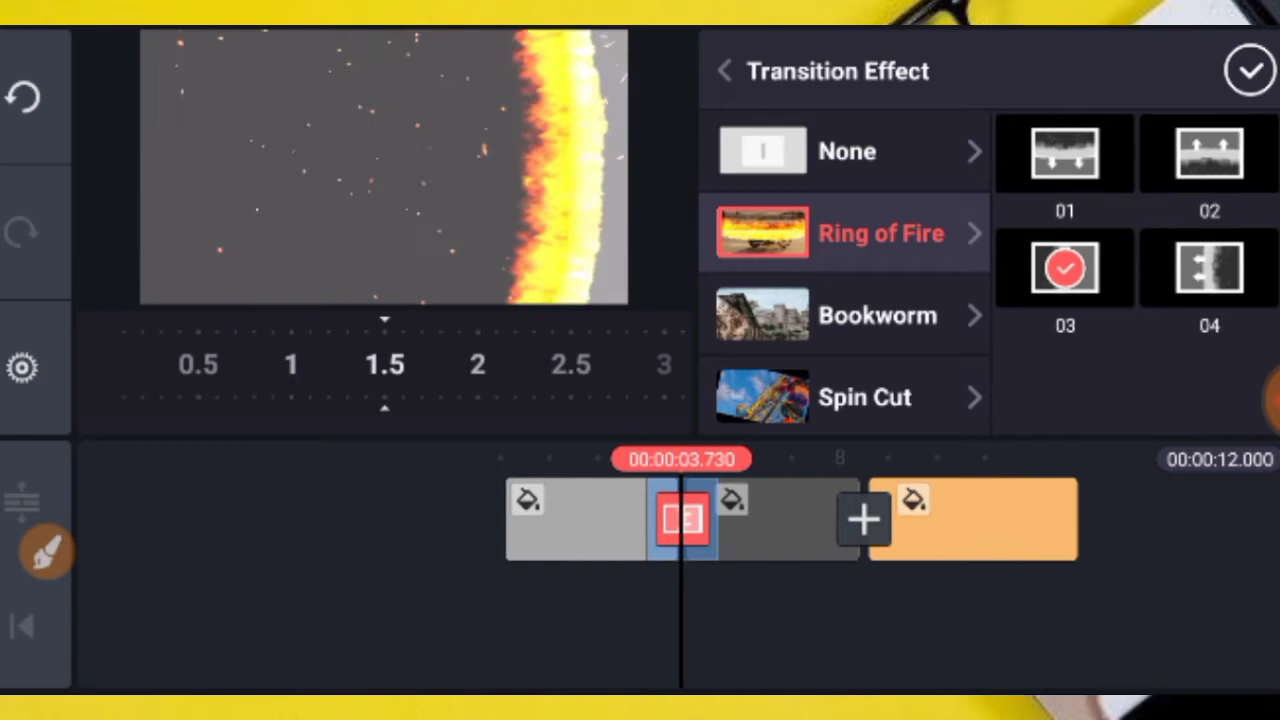 Transition Effect
None
Ring of Fire
Bookworm
Spin Cut
01
02
03
04
0.5 1 1.5 2 2.5 3
00:00:03.730
8
00:00:12.000